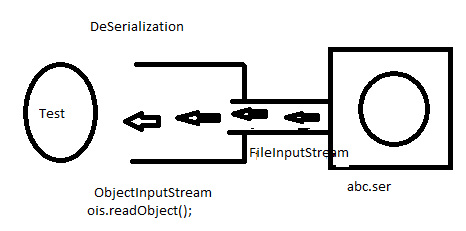 DeSerialization
Test
FileInputStream
abc.ser
ObjectInputStream
ois.readObject();